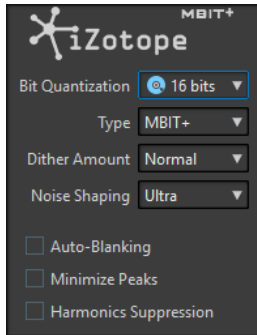 MBIT+
iZotope
Bit Quantization 16 bits
Type MBIT+
Dither Amount Normal
Noise Shaping Ultra
Auto-Blanking
Minimize Peaks
Harmonics Suppression